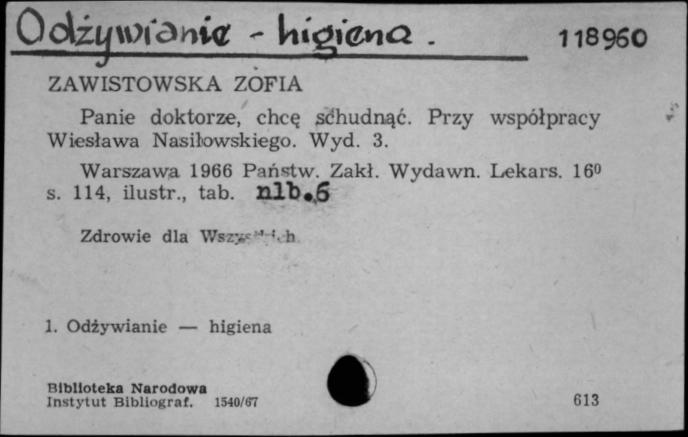 Odżywianie - higiena. 118960
ZAWISTOWSKA ZOFIA
Panie doktorze, chcę schudnąć. Przy współpracy
Wiesława Nasiłowskiego. Wyd. 3.
Warszawa 1966 Państw. Zakł. Wydawn. Lekars. 16⁰
s. 114, ilustr., tab. nlb.6
Zdrowie dla
1. Odżywianie — higiena
Biblioteka Narodowa
Instytut Bibliograf. 1540/67 613